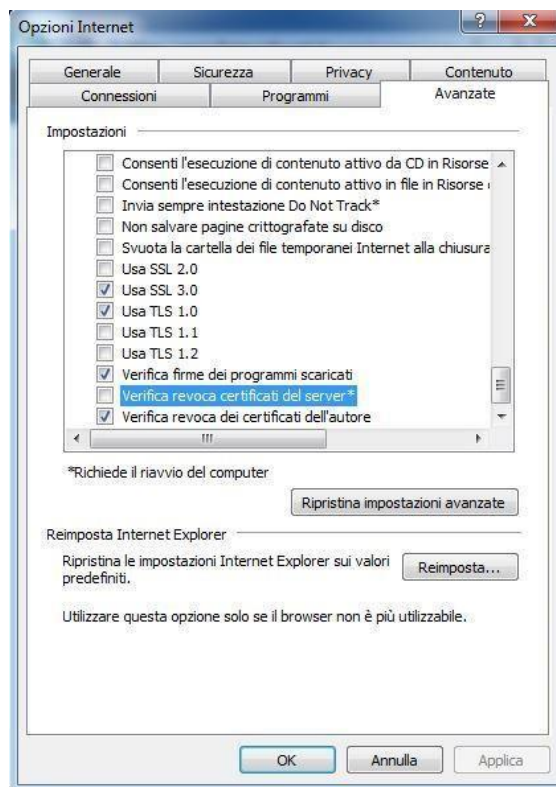 Opzioni Internet
?
X
Generale Sicurezza Privacy Contenuto
Connessioni Programmi Avanzate
Impostazioni
Consenti l'esecuzione di contenuto attivo da CD in Risorse
Consenti l'esecuzione di contenuto attivo in file in Risorse
Invia sempre intestazione Do Not Track*
Non salvare pagine crittografate su disco
Svuota la cartella dei file temporanei Internet alla chiusura
Usa SSL 2.0
Usa SSL 3.0
Usa TLS 1.0
Usa TLS 1.1
Usa TLS 1.2
Verifica firme dei programmi scaricati
Verifica revoca certificati del server*
Verifica revoca dei certificati dell'autore
*Richiede il riavvio del computer
Ripristina impostazioni avanzate
Reimposta Internet Explorer
Ripristina le impostazioni Internet Explorer sui valori
predefiniti.
Reimposta...
Utilizzare questa opzione solo se il browser non è più utilizzabile.
OK Annulla Applica